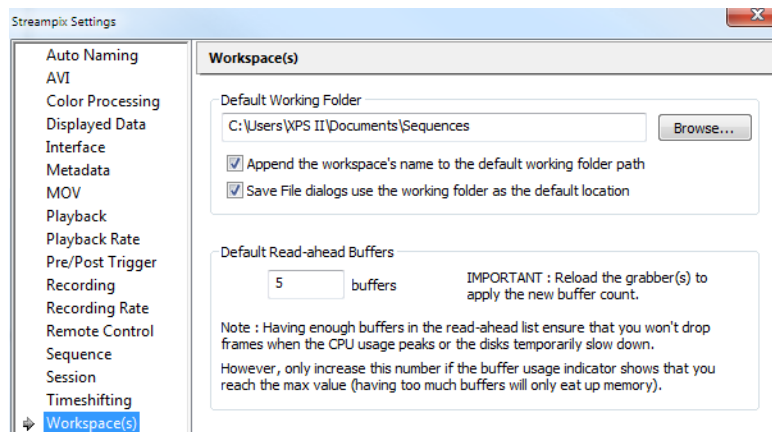 Streampix Settings
Auto Naming
AVI
Color Processing
Displayed Data
Interface
Metadata
MOV
Playback
Playback Rate
Pre/Post Trigger
Recording
Recording Rate
Remote Control
Sequence
Session
Timeshifting
Workspace(s)
Workspace(s)
Default Working Folder
C:\Users\XPS II\Documents\Sequences
Browse...
Append the workspace's name to the default working folder path
Save File dialogs use the working folder as the default location
Default Read-ahead Buffers
5 buffers
IMPORTANT : Reload the grabber(s) to
apply the new buffer count.
Note : Having enough buffers in the read-ahead list ensure that you won't drop
frames when the CPU usage peaks or the disks temporarily slow down.
However, only increase this number if the buffer usage indicator shows that you
reach the max value (having too much buffers will only eat up memory).